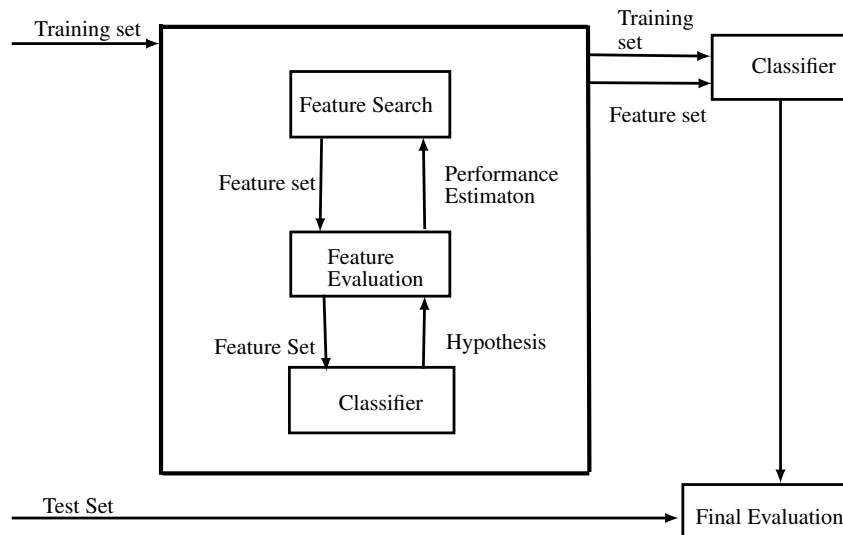 Training set
Training
set
Classifier
Feature set
Feature Search
Feature set
Performance
Estimaton
Feature
Evaluation
Feature Set
Hypothesis
Classifier
Test Set
Final Evaluation